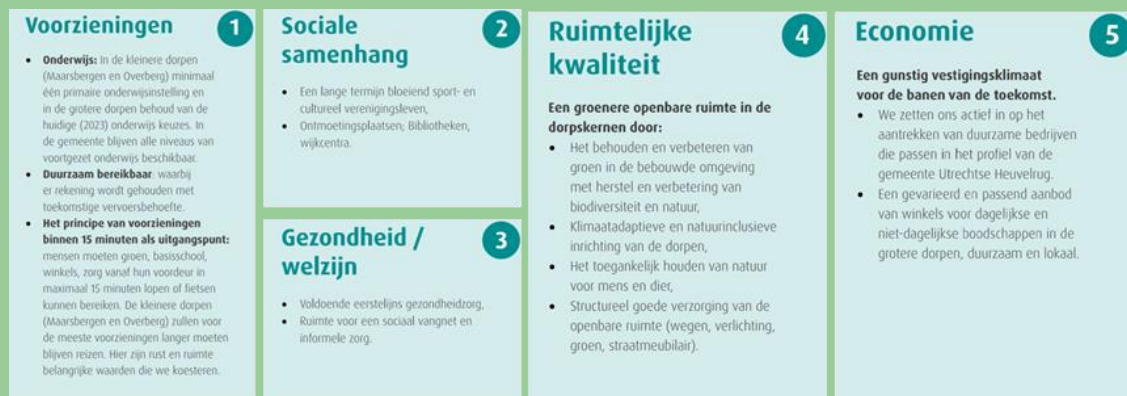 Voorzieningen
1
• Onderwijs: In de kleinere dorpen
(Maarsbergen en Overberg) minimaal
één primaire onderwijsinstelling en
in de grotere dorpen behoud van de
huidige (2023) onderwijs keuzes. In
de gemeente blijven alle niveaus van
voortgezet onderwijs beschikbaar.
• Duurzaam bereikbaar: waarbij
er rekening wordt gehouden met
toekomstige vervoersbehoefte.
• Het principe van voorzieningen
binnen 15 minuten als uitgangspunt:
mensen moeten groen, basisschool,
winkels, zorg vanaf hun voordeur in
maximaal 15 minuten lopen of fietsen
kunnen bereiken. De kleinere dorpen
(Maarsbergen en Overberg) zullen voor
de meeste voorzieningen langer moeten
blijven reizen. Hier zijn rust en ruimte
belangrijke waarden die we koesteren.
Sociale
samenhang
2
• Een lange termijn bloeiend sport- en
cultureel verenigingsleven,
• Ontmoetingsplaatsen; Bibliotheken,
wijkcentra.
Gezondheid /
welzijn
3
• Voldoende eerstelijns gezondheidzorg,
• Ruimte voor een sociaal vangnet en
informele zorg.
Ruimtelijke
kwaliteit
4
Een groenere openbare ruimte in de
dorpskernen door:
• Het behouden en verbeteren van
groen in de bebouwde omgeving
met herstel en verbetering van
biodiversiteit en natuur,
• Klimaatadaptieve en natuurinclusieve
inrichting van de dorpen,
• Het toegankelijk houden van natuur
voor mens en dier,
• Structureel goede verzorging van de
openbare ruimte (wegen, verlichting,
groen, straatmeubilair).
Economie
5
Een gunstig vestigingsklimaat
voor de banen van de toekomst.
• We zetten ons actief in op het
aantrekken van duurzame bedrijven
die passen in het profiel van de
gemeente Utrechtse Heuvelrug.
• Een gevarieerd en passend aanbod
van winkels voor dagelijkse en
niet-dagelijkse boodschappen in de
grotere dorpen, duurzaam en lokaal.